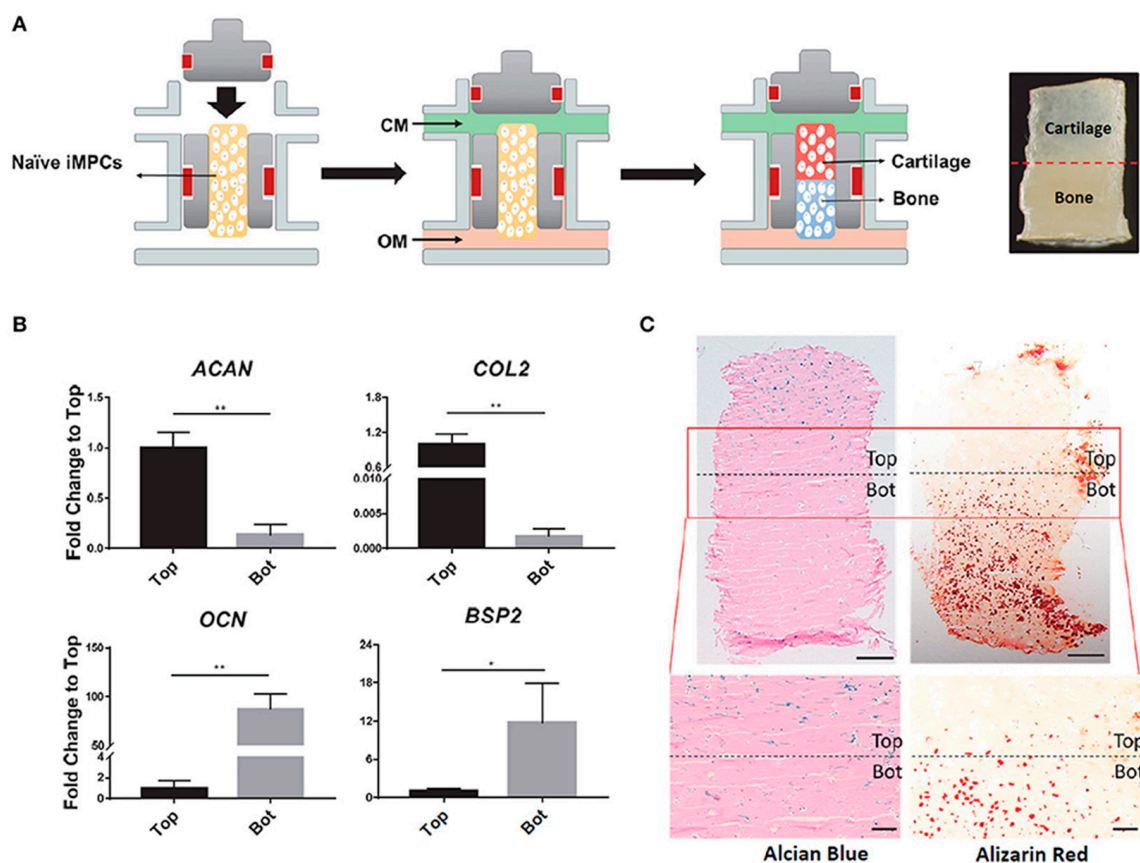 A
Naïve iMPCs
CM
OM
Cartilage
Bone
Cartilage
Bone
B
ACAN
Fold Change to Top
1.5
**
1.0
0.5
0.0
Top
Bot
COL2
1.8
**
1.2
0.6
0.010
0.005
0.000
Top
Bot
OCN
Fold Change to Top
150
**
100
50
4
2
0
Top
Bot
BSP2
24
*
18
12
6
0
Top
Bot
C
Top
Bot
Top
Bot
Top
Bot
Top
Bot
Alcian Blue
Alizarin Red